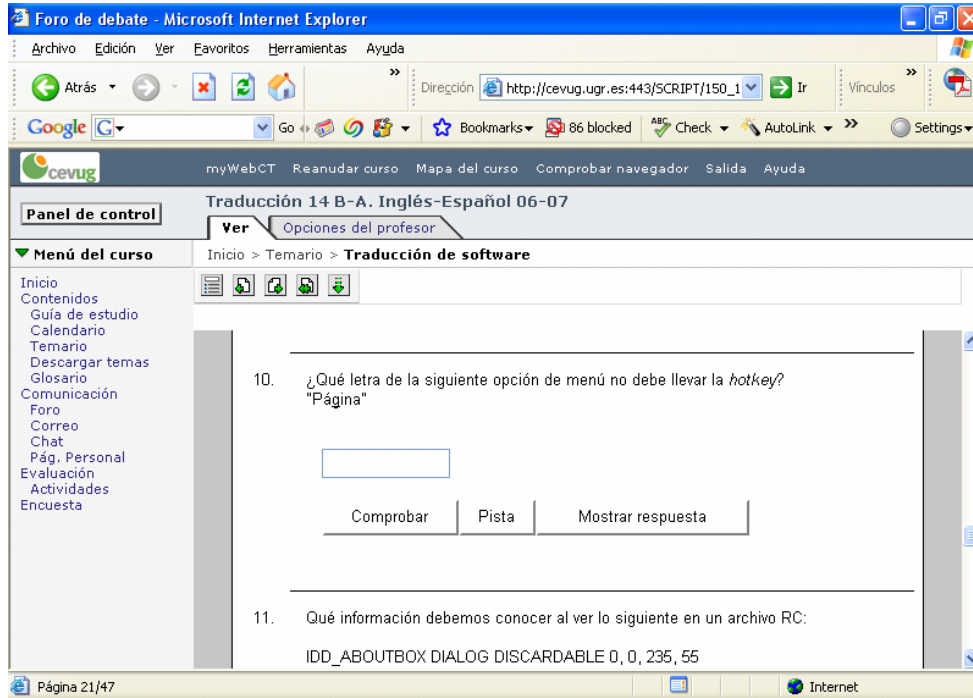 Foro de debate - Microsoft Internet Explorer
Archivo Edición Ver Favoritos Herramientas Ayuda
Atrás » Dirección http://cevug.ugr.es:443/SCRIPT/150_1 Ir Vínculos »
Google G Go 86 blocked Bookmarks ABC Check AutoLink » Settings
cevug myWebCT Reanudar curso Mapa del curso Comprobar navegador Salida Ayuda
Panel de control
Traducción 14 B-A. Inglés-Español 06-07
Ver Opciones del profesor
Menú del curso
Inicio > Temario > Traducción de software
Inicio
Contenidos
Guía de estudio
Calendario
Temario
Descargar temas
Glosario
Comunicación
Foro
Correo
Chat
Pág. Personal
Evaluación
Actividades
Encuesta
10. ¿Qué letra de la siguiente opción de menú no debe llevar la hotkey?
"Página"
Comprobar Pista Mostrar respuesta
11. Qué información debemos conocer al ver lo siguiente en un archivo RC:
IDD_ABOUTBOX DIALOG DISCARDABLE 0, 0, 235, 55
Página 21/47 Internet